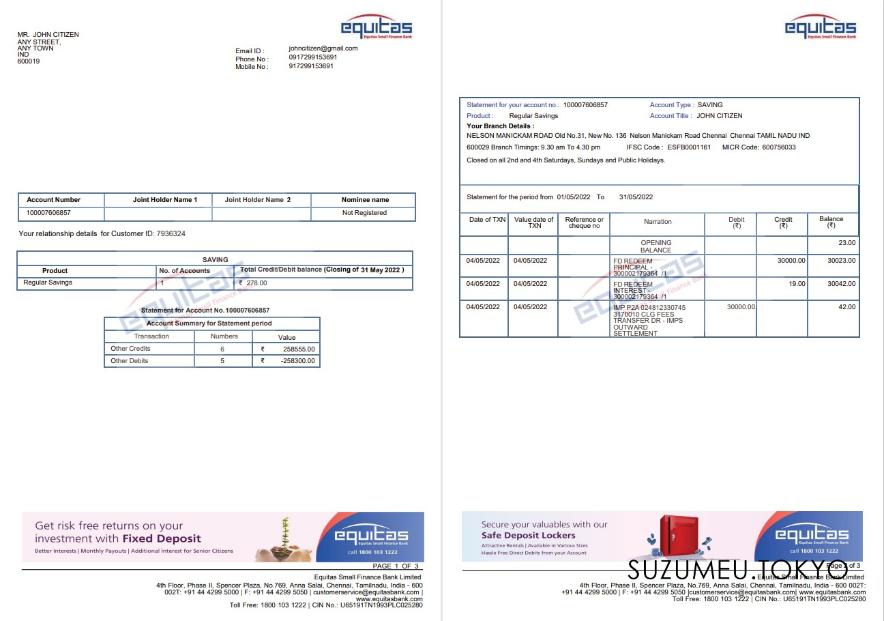 equitas
Equitas Small Finance Bank
MR. JOHN CITIZEN
ANY STREET,
ANY TOWN
IND
600019
Email ID : johncitizen@gmail.com
Phone No : 0917299153691
Mobile No : 917299153691
Account Number Joint Holder Name 1 Joint Holder Name 2 Nominee name
100007606857 Not Registered
Your relationship details for Customer ID: 7936324
SAVING
Product No. of Accounts Total Credit/Debit balance (Closing of 31 May 2022 )
Regular Savings 1 ₹ 278.00
equitas
Statement for Account No.100007606857
Account Summary for Statement period
Transaction Numbers Value
Other Credits 6 ₹ 258555.00
Other Debits 5 ₹ -258300.00
Get risk free returns on your
investment with Fixed Deposit
Better Interests | Monthly Payouts | Additional Interest for Senior Citizens
equitas
Equitas Small Finance Bank
call 1800 103 1222
PAGE 1 OF 3
Equitas Small Finance Bank Limited
4th Floor, Phase II, Spencer Plaza, No.769, Anna Salai, Chennai, Tamilnadu, India - 600
002T: +91 44 4299 5000 | F: +91 44 4299 5050 | customerservice@equitasbank.com |
www.equitasbank.com
Toll Free: 1800 103 1222 | CIN No.: U65191TN1993PLC025280
equitas
Equitas Small Finance Bank
Statement for your account no.: 100007606857 Account Type : SAVING
Product : Regular Savings Account Title : JOHN CITIZEN
Your Branch Details :
NELSON MANICKAM ROAD Old No.31, New No. 136 Nelson Manickam Road Chennai Chennai TAMIL NADU IND
600029 Branch Timings: 9.30 am To 4.30 pm IFSC Code : ESFB0001161 MICR Code: 600756033
Closed on all 2nd and 4th Saturdays, Sundays and Public Holidays.
Statement for the period from 01/05/2022 To 31/05/2022
Date of TXN Value date of TXN Reference or cheque no Narration Debit (₹) Credit (₹) Balance (₹)
OPENING BALANCE 23.00
04/05/2022 04/05/2022 FD REDEEM PRINCIPAL - 300002179364 /1 30000.00 30023.00
04/05/2022 04/05/2022 FD REDEEM INTEREST - 300002179364 /1 19.00 30042.00
04/05/2022 04/05/2022 IMP P2A 024812330745 3170010 CLG FEES TRANSFER DR - IMPS OUTWARD SETTLEMENT 30000.00 42.00
equitas
Secure your valuables with our
Safe Deposit Lockers
Attractive Rentals | Available in Various Sizes
Hassle Free Direct Debits from your Account
equitas
Equitas Small Finance Bank
call 1800 103 1222
Page 2 of 3
SUZUMEU.TOKYO
Equitas Small Finance Bank Limited
4th Floor, Phase II, Spencer Plaza, No.769, Anna Salai, Chennai, Tamilnadu, India - 600 002T:
+91 44 4299 5000 | F: +91 44 4299 5050 |customerservice@equitasbank.com| www.equitasbank.com
Toll Free: 1800 103 1222 | CIN No.: U65191TN1993PLC025280